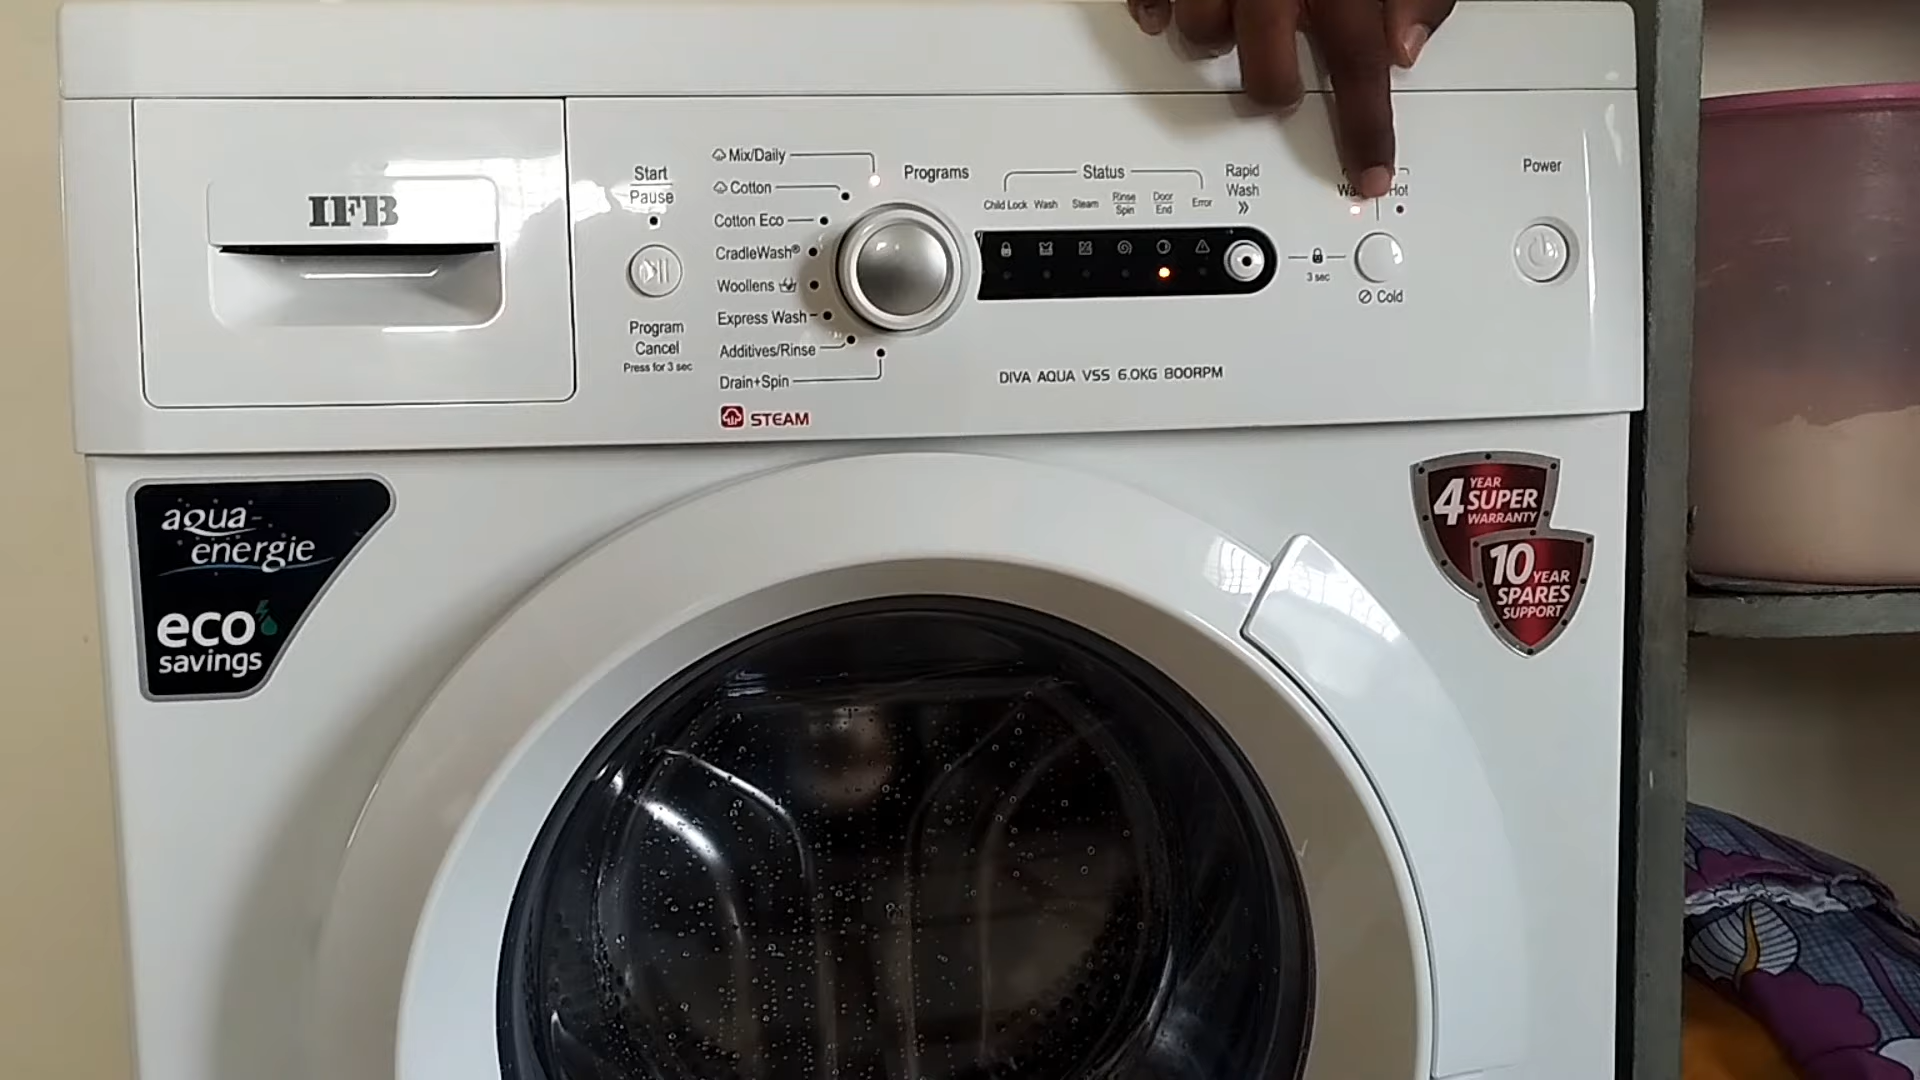 IFB
Start
Pause
Program
Cancel
Press for 3 sec
Mix/Daily
Cotton
Cotton Eco
CradleWash®
Woollens
Express Wash
Additives/Rinse
Drain+Spin
STEAM
Programs
Status
Child Lock Wash Steam Rinse Door Error
Spin End
Rapid
Wash
3 sec
Hot
Cold
Power
DIVA AQUA VSS 6.0KG 800RPM
aqua-
energie
eco
savings
4 YEAR
SUPER
WARRANTY
10 YEAR
SPARES
SUPPORT